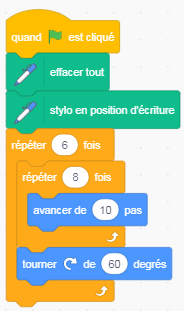 quand est cliqué
effacer tout
stylo en position d'écriture
répéter 6 fois
répéter 8 fois
avancer de 10 pas
tourner de 60 degrés